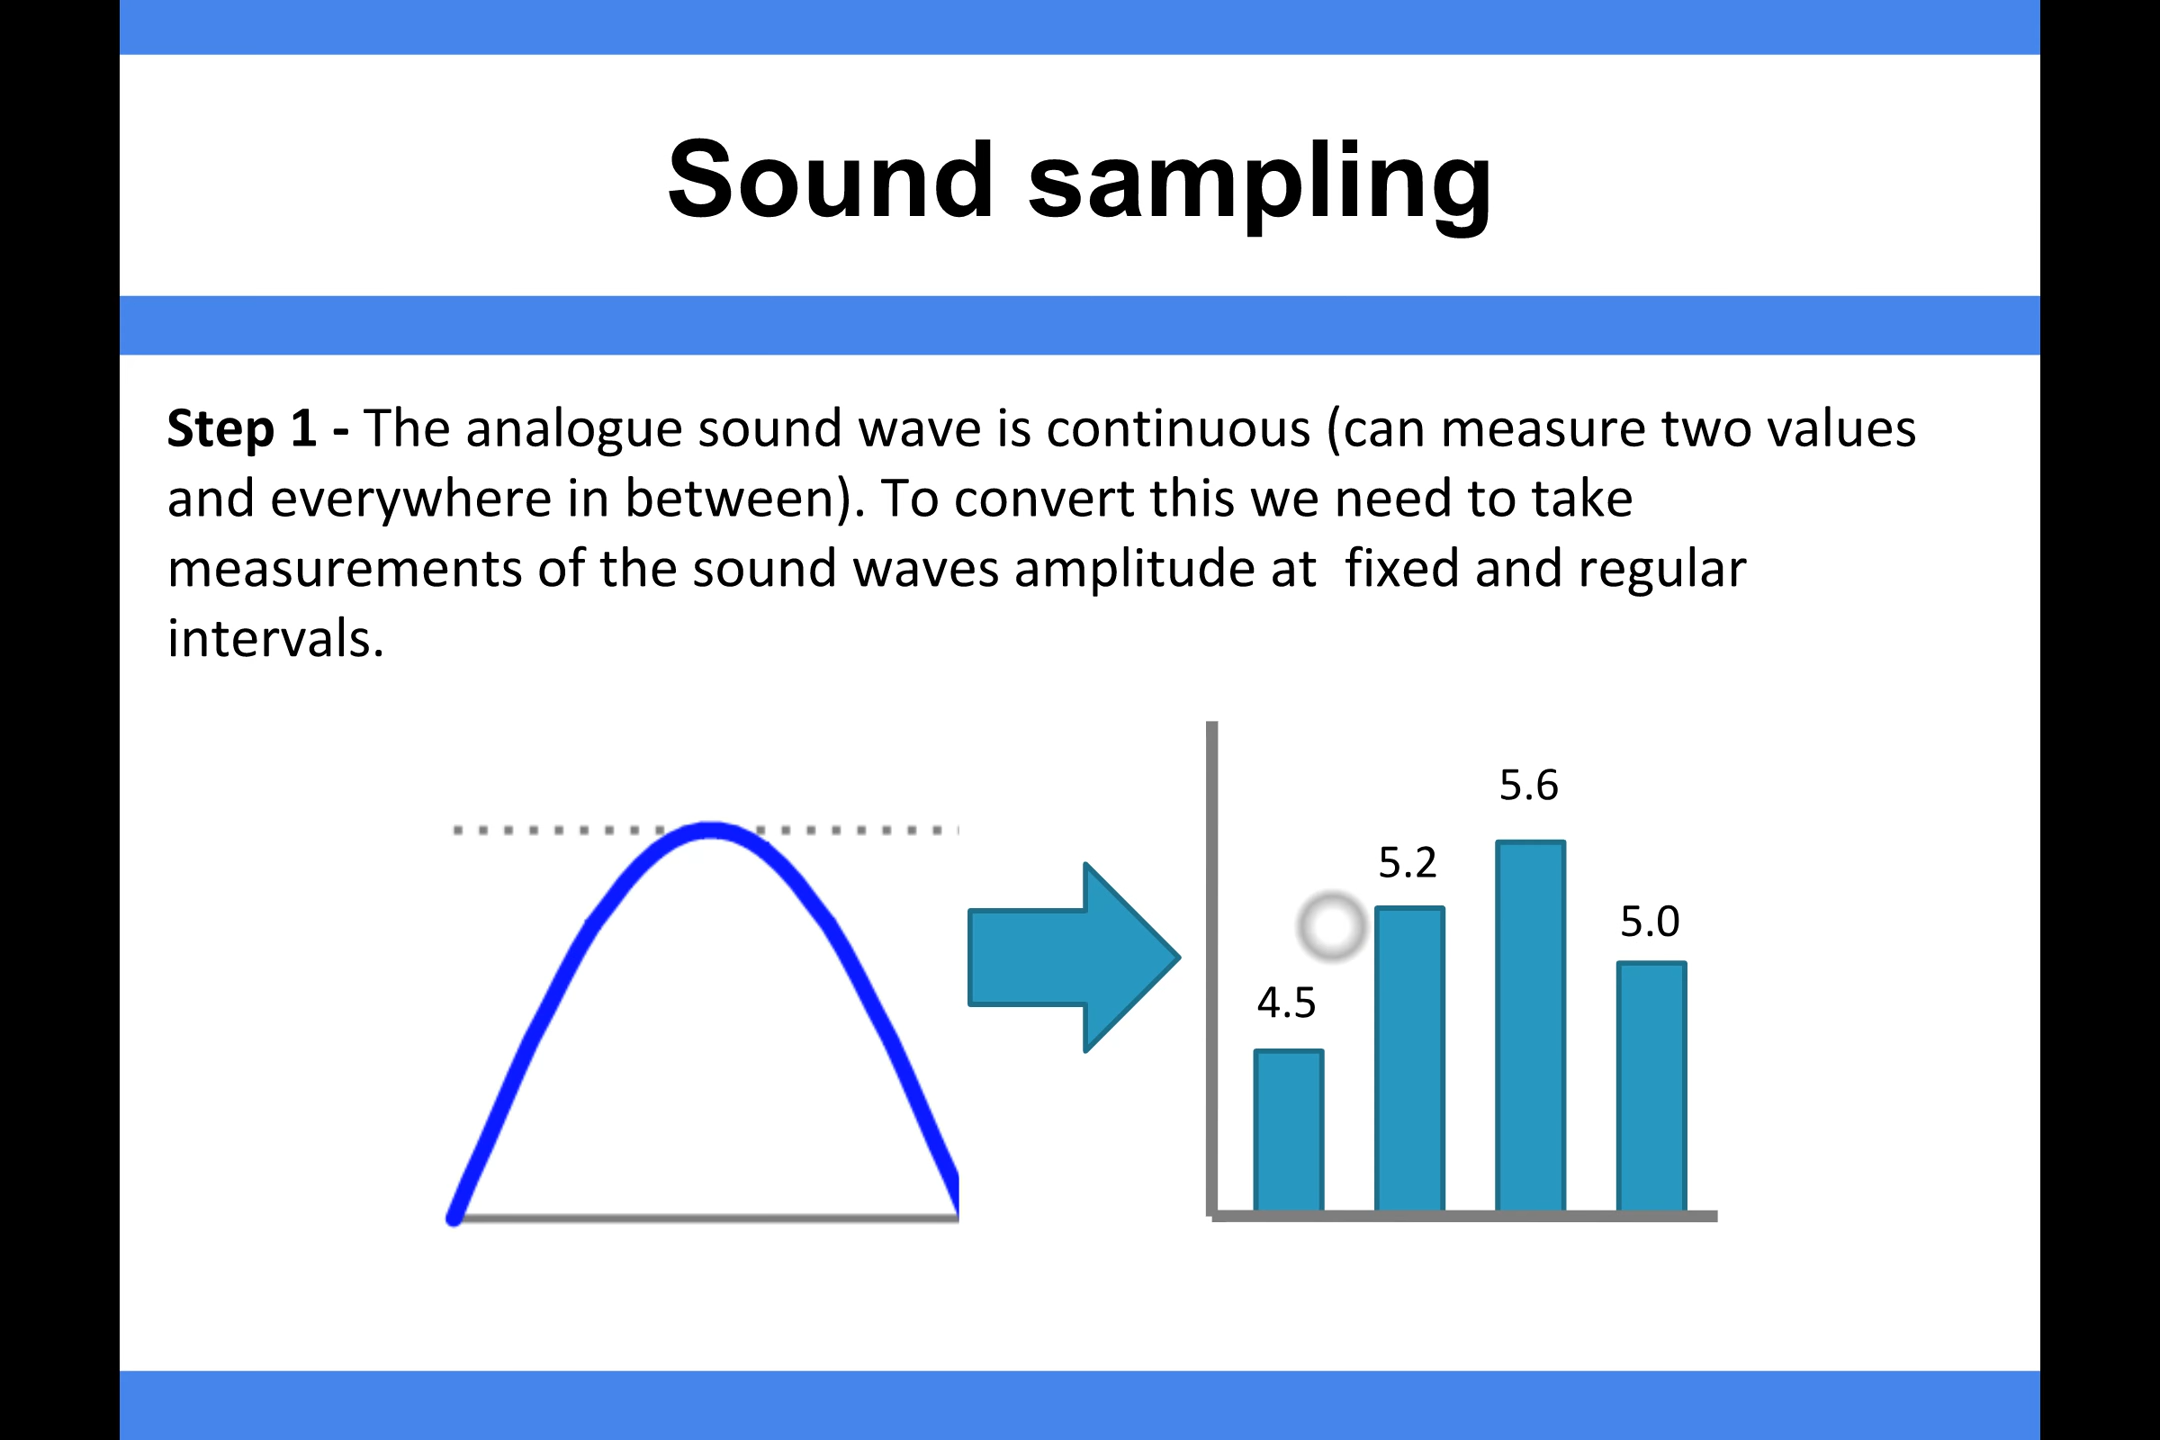 Sound sampling
Step 1 - The analogue sound wave is continuous (can measure two values
and everywhere in between). To convert this we need to take
measurements of the sound waves amplitude at  fixed and regular
intervals.
5.6
5.2
5.0
4.5